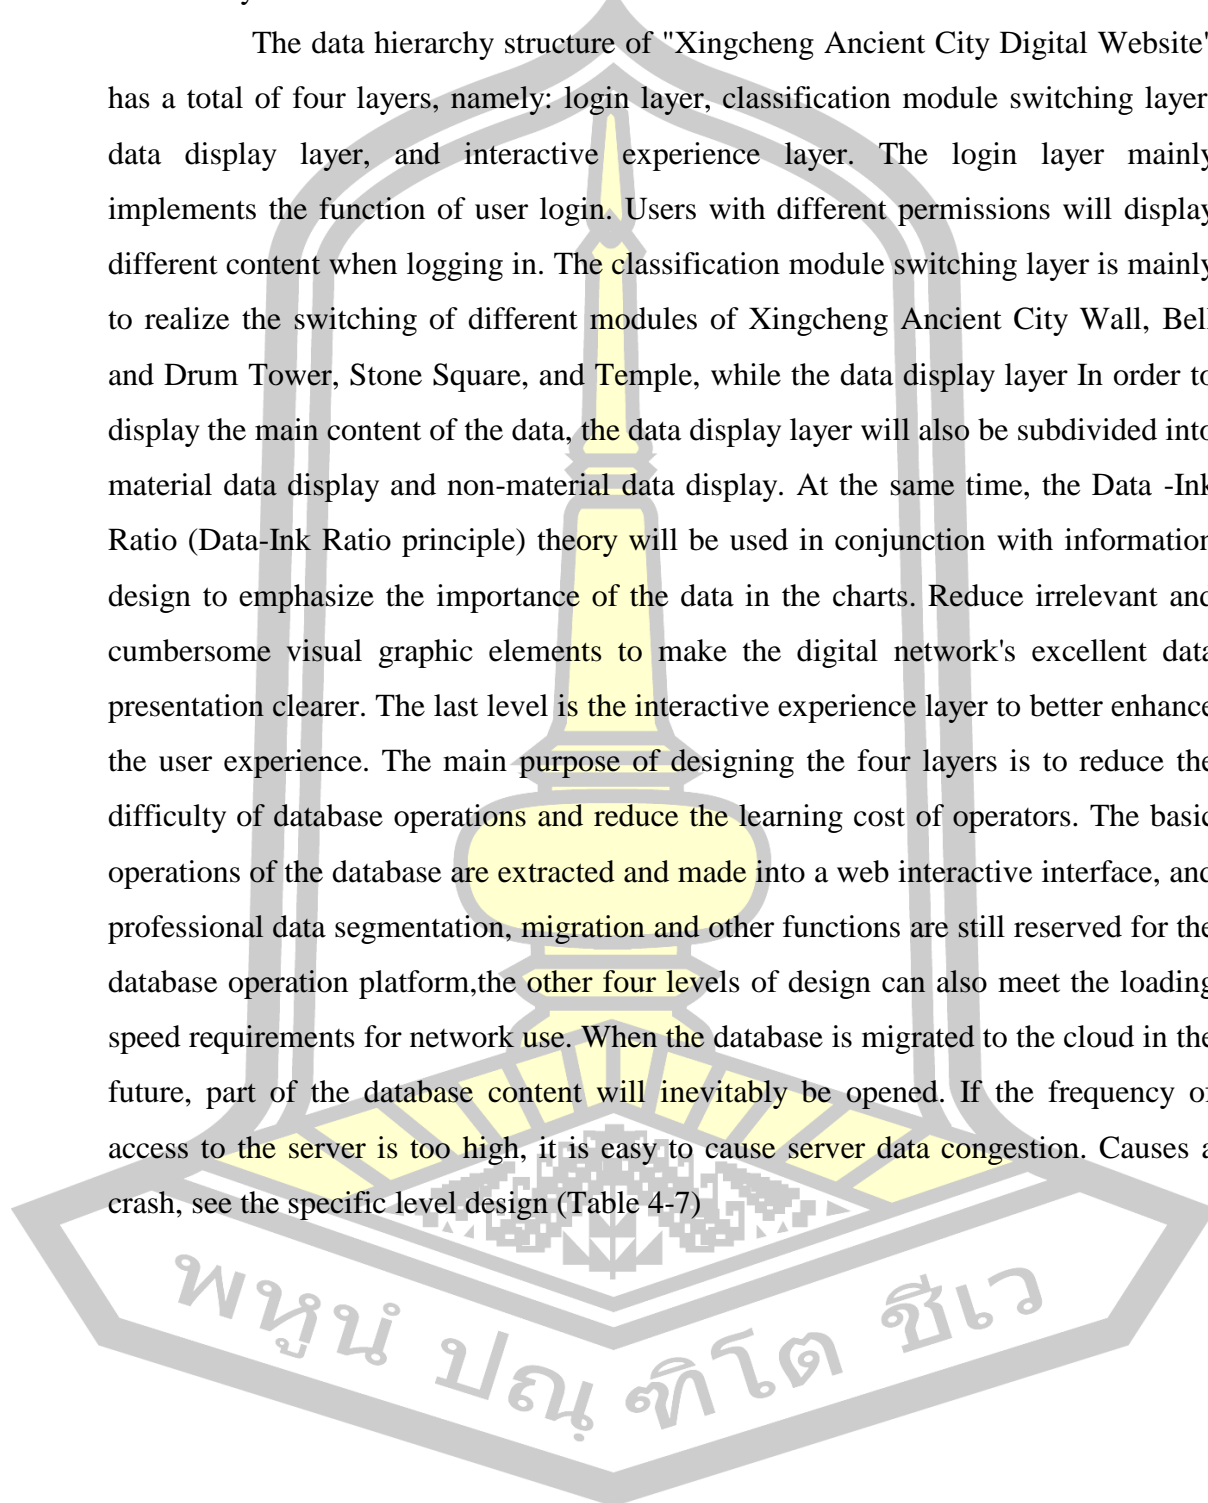 The data hierarchy structure of "Xingcheng Ancient City Digital Website"
has a total of four layers, namely: login layer, classification module switching layer
data display layer, and interactive experience layer. The login layer mainly
implements the function of user login. Users with different permissions will display
different content when logging in. The classification module switching layer is mainly
to realize the switching of different modules of Xingcheng Ancient City Wall, Bell
and Drum Tower, Stone Square, and Temple, while the data display layer In order to
display the main content of the data, the data display layer will also be subdivided into
material data display and non-material data display. At the same time, the Data -Ink
Ratio (Data-Ink Ratio principle) theory will be used in conjunction with information
design to emphasize the importance of the data in the charts. Reduce irrelevant and
cumbersome visual graphic elements to make the digital network's excellent data
presentation clearer. The last level is the interactive experience layer to better enhance
the user experience. The main purpose of designing the four layers is to reduce the
difficulty of database operations and reduce the learning cost of operators. The basic
operations of the database are extracted and made into a web interactive interface, and
professional data segmentation, migration and other functions are still reserved for the
database operation platform,the other four levels of design can also meet the loading
speed requirements for network use. When the database is migrated to the cloud in the
future, part of the database content will inevitably be opened. If the frequency of
access to the server is too high, it is easy to cause server data congestion. Causes a
crash, see the specific level design (Table 4-7)
พหูนํ ปณฺฑิโต ชีเว